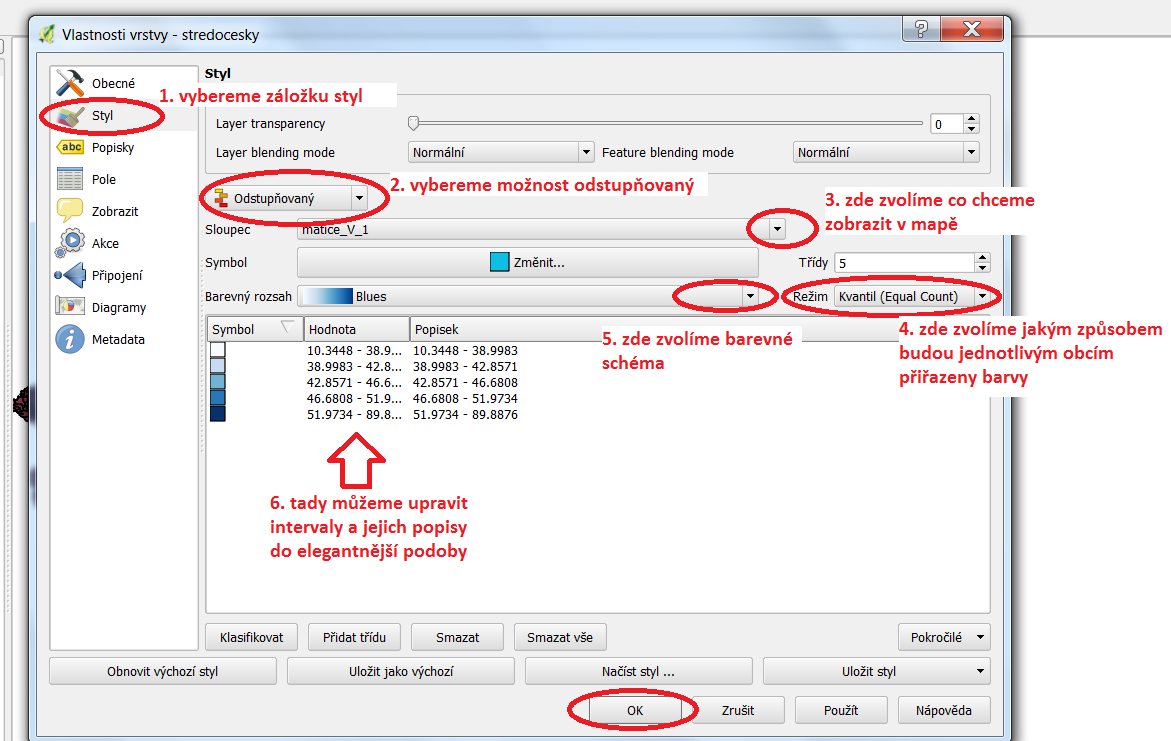 Vlastnosti vrstvy - stredocesky
?
X
Obecné
Styl
Popisky
Pole
Zobrazit
Akce
Připojení
Diagramy
Metadata
abc
Styl
1. vybereme záložku styl
Layer transparency
0
Layer blending mode
Normální
Feature blending mode
Normální
2. vybereme možnost odstupňovaný
Odstupňovaný
3. zde zvolíme co chceme
zobrazit v mapě
Sloupec
matice_V_1
Symbol
Změnit...
Třídy
5
Barevný rozsah
Blues
Režim
Kvantil (Equal Count)
4. zde zvolíme jakým způsobem
budou jednotlivým obcím
přiřazeny barvy
5. zde zvolíme barevné
schéma
Symbol Hodnota Popisek
10.3448 - 38.9... 10.3448 - 38.9983
38.9983 - 42.8... 38.9983 - 42.8571
42.8571 - 46.6... 42.8571 - 46.6808
46.6808 - 51.9... 46.6808 - 51.9734
51.9734 - 89.8... 51.9734 - 89.8876
6. tady můžeme upravit
intervaly a jejich popisy
do elegantnější podoby
Klasifikovat
Přidat třídu
Smazat
Smazat vše
Pokročilé
Obnovit výchozí styl
Uložit jako výchozí
Načíst styl ...
Uložit styl
OK
Zrušit
Použít
Nápověda